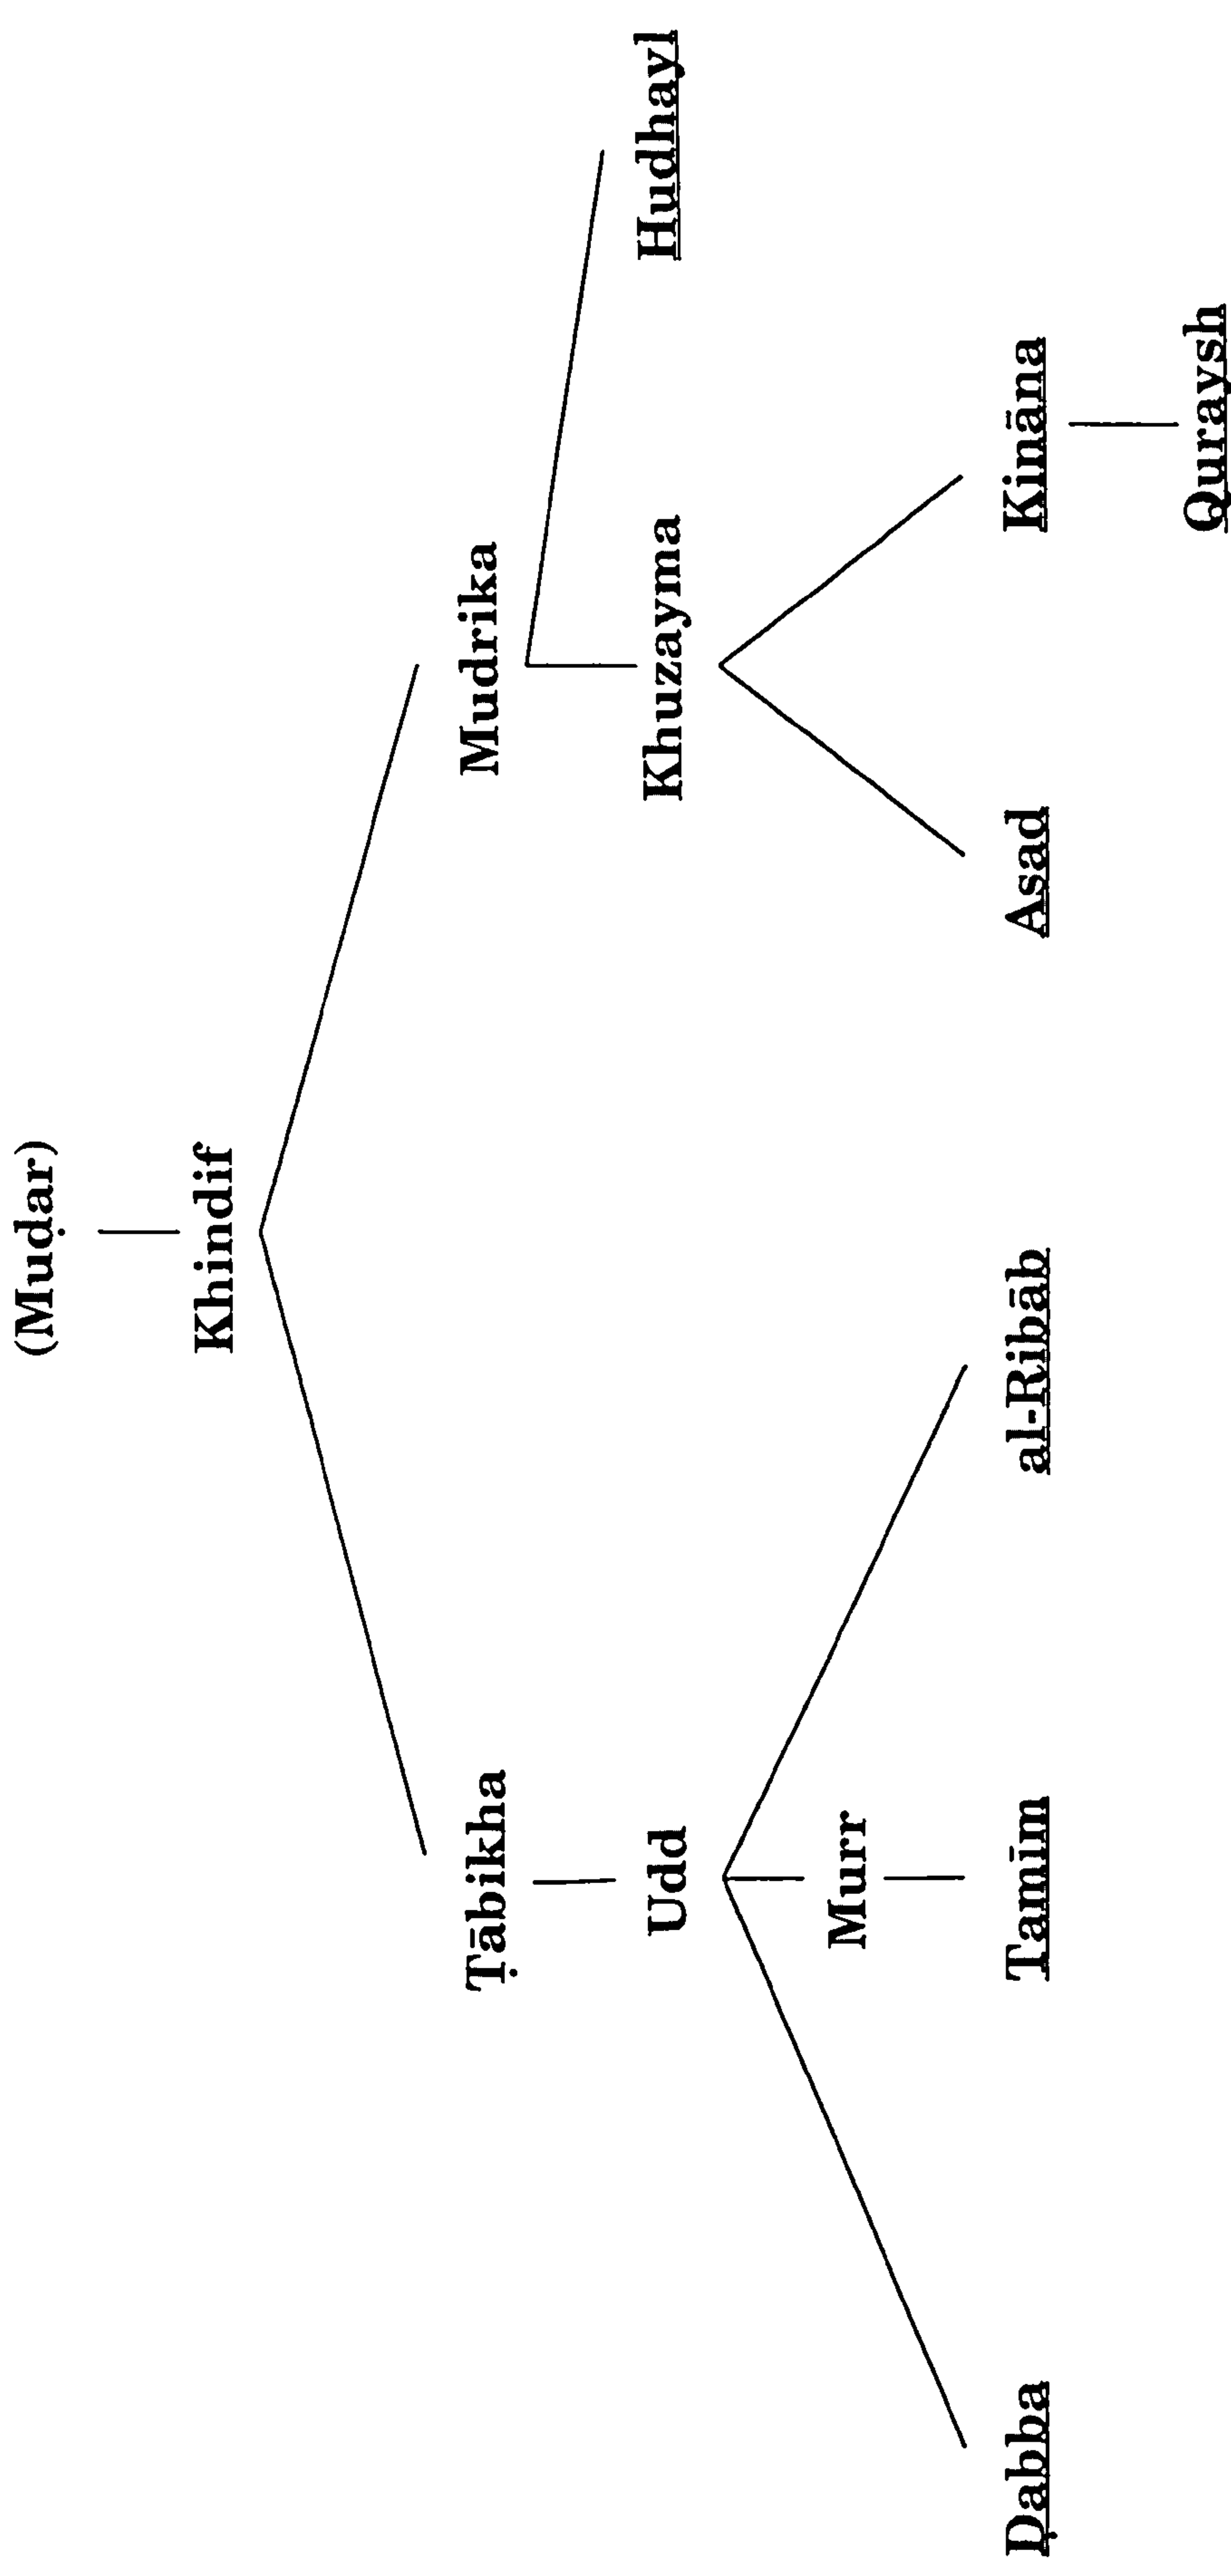 (Muḍar)
Khindif
Ṭābikha Mudrika
Udd Khuzayma Hudhayl
Murr
Ḍabba Tamīm al-Ribāb Asad Kināna
Quraysh